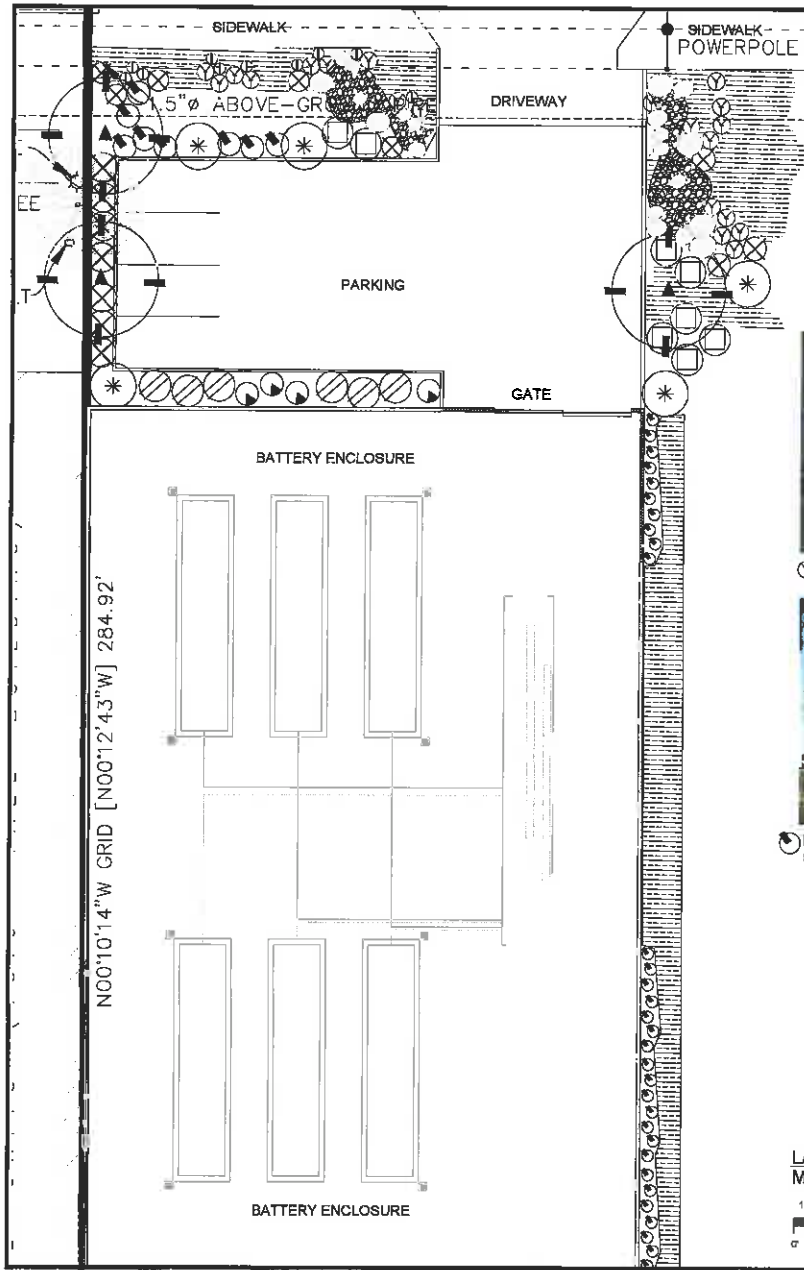 SIDEWALK
SIDEWALK
POWERPOLE
1.5"ø ABOVE-GR
DRIVEWAY
EE
T
PARKING
GATE
BATTERY ENCLOSURE
N00°10'14"W GRID [N00°12'43"W] 284.92'
BATTERY ENCLOSURE